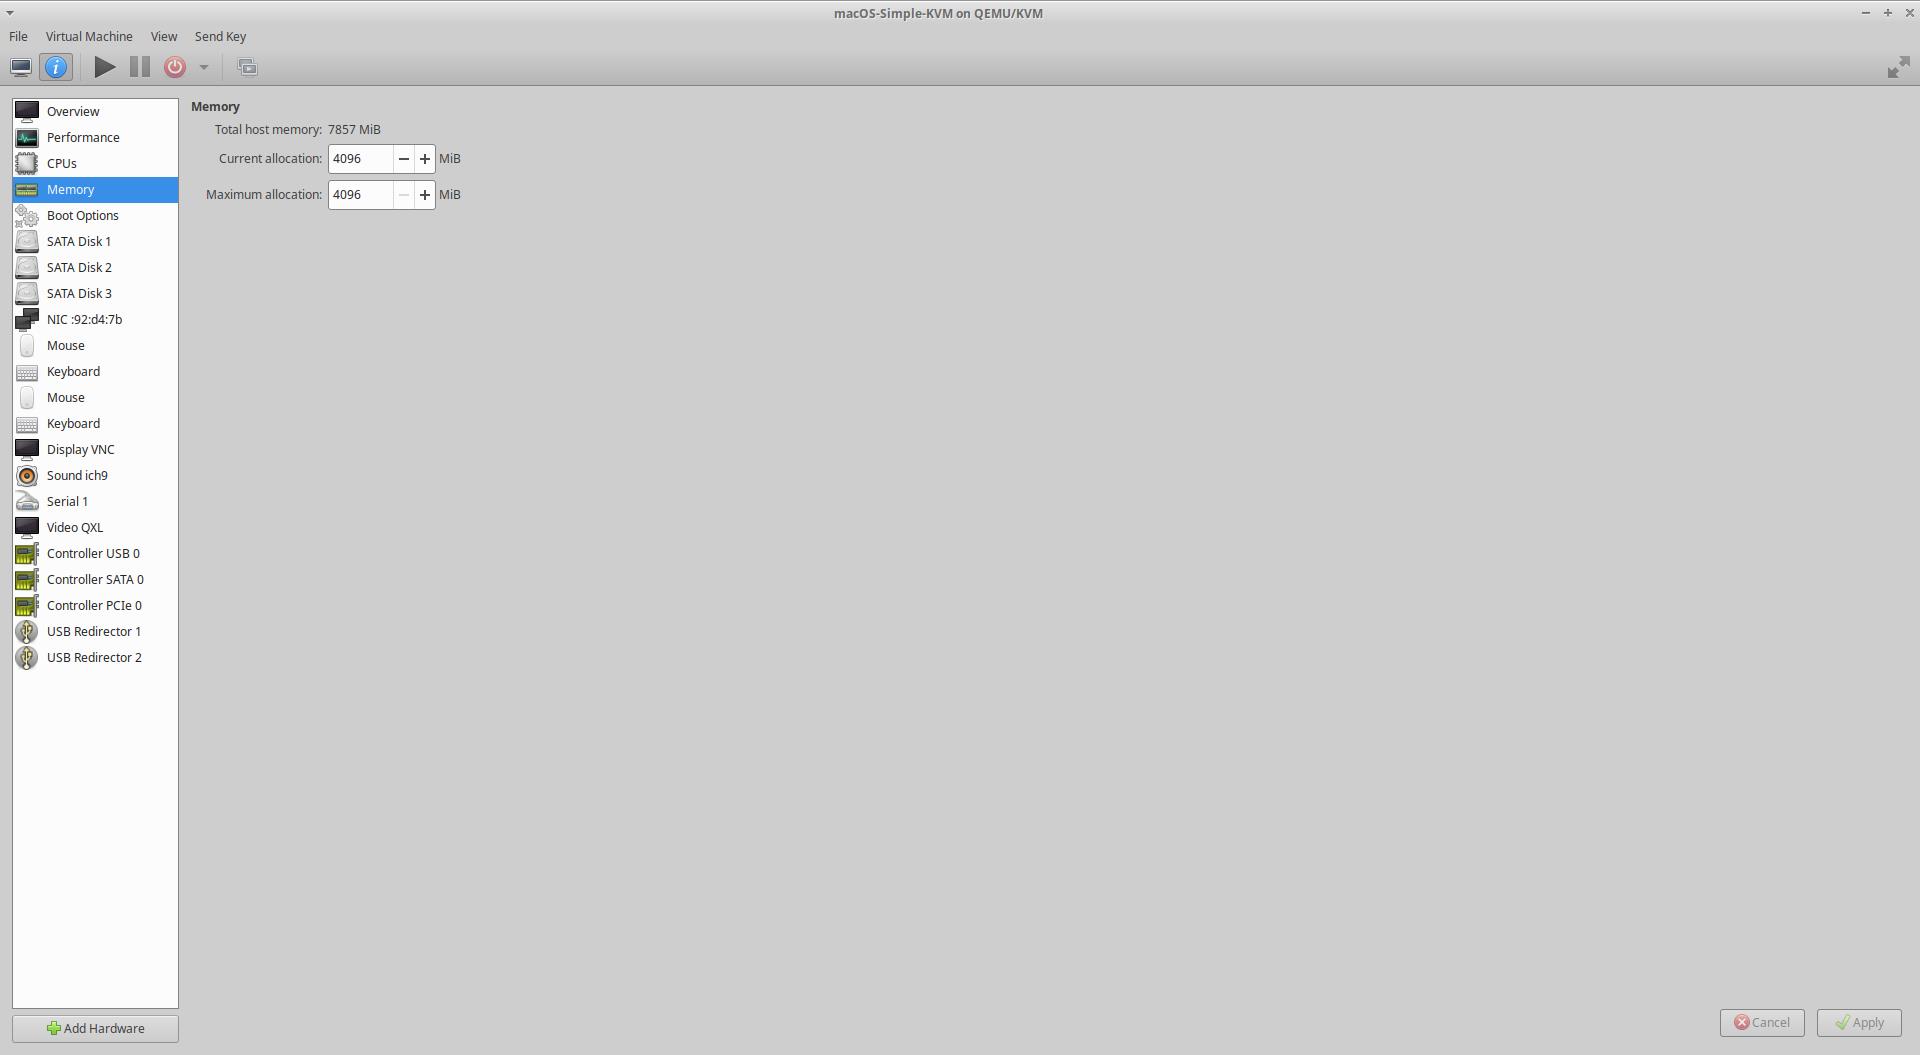 macOS-Simple-KVM on QEMU/KVM
File Virtual Machine View Send Key
Overview
Performance
CPUs
Memory
Boot Options
SATA Disk 1
SATA Disk 2
SATA Disk 3
NIC :92:d4:7b
Mouse
Keyboard
Mouse
Keyboard
Display VNC
Sound ich9
Serial 1
Video QXL
Controller USB 0
Controller SATA 0
Controller PCIe 0
USB Redirector 1
USB Redirector 2
Add Hardware
Memory
Total host memory: 7857 MiB
Current allocation: 4096 MiB
Maximum allocation: 4096 MiB
Cancel Apply